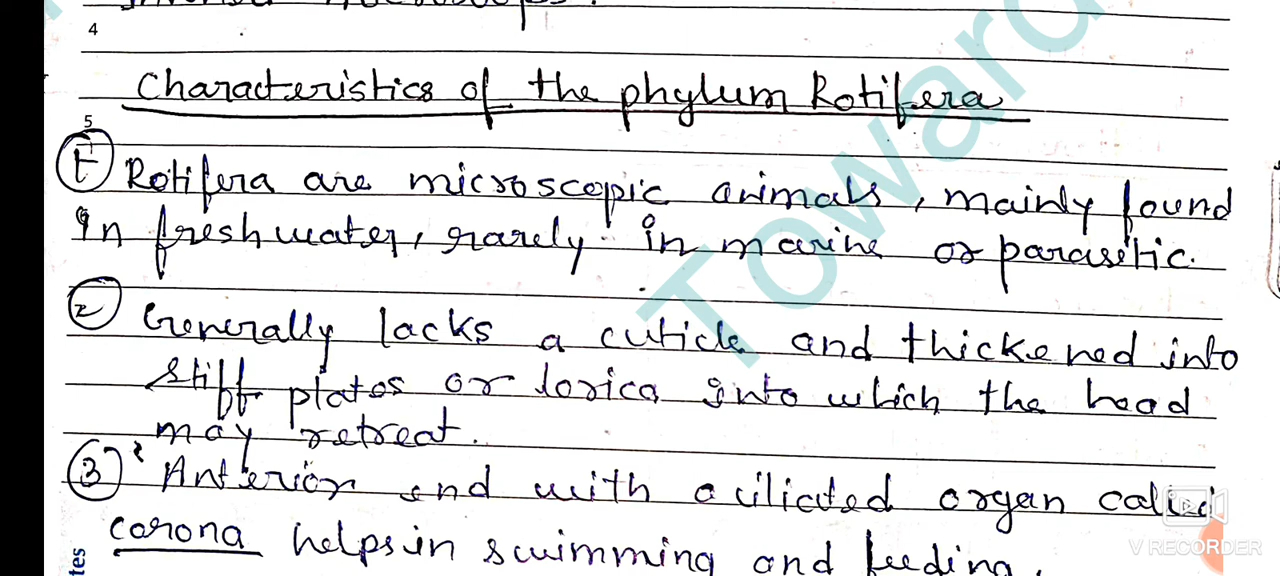 4
Characteristics of the phylum Rotifera
5
1 Rotifera are microscopic animals, mainly found
in freshwater, rarely in marine or parasitic.
2 Generally lacks a cuticle and thickened into
stiff plates or lorica into which the head
may retreat.
3 Anterior end with a ciliated organ called
corona helps in swimming and feeding.
Toward
tes
V RECORDER